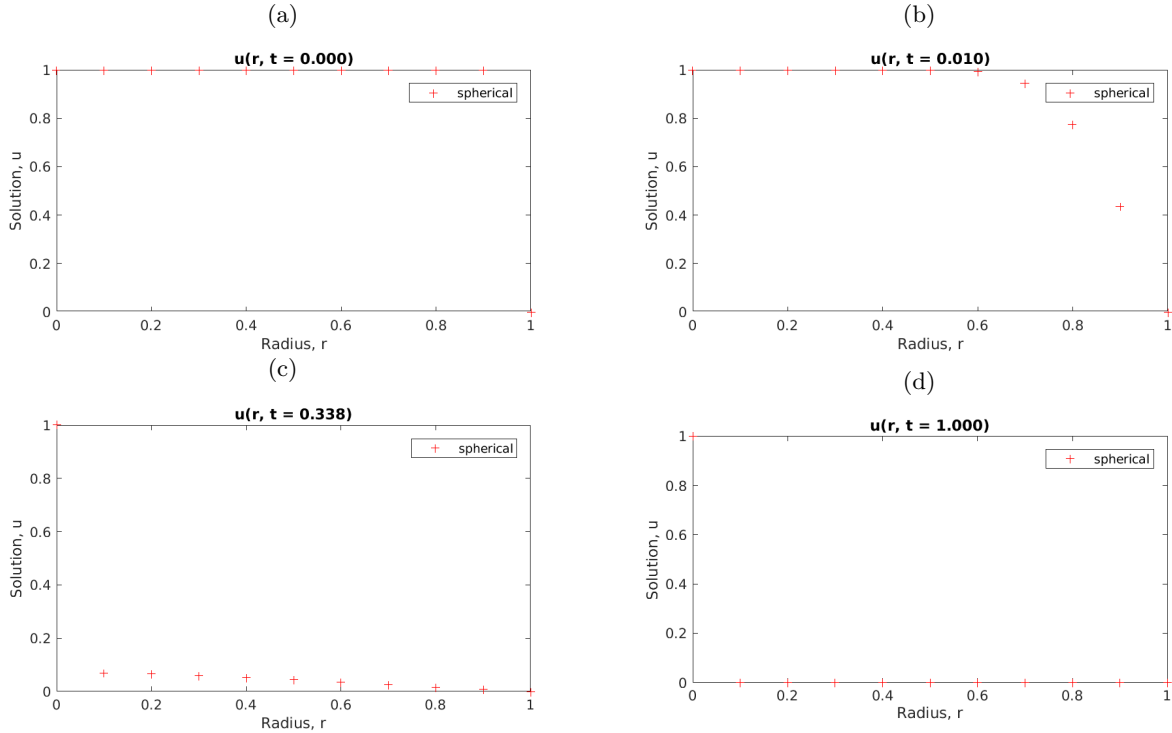 (a)
u(r, t = 0.000)
spherical
Solution, u
1
0.8
0.6
0.4
0.2
0
0 0.2 0.4 0.6 0.8 1
Radius, r
(b)
u(r, t = 0.010)
spherical
Solution, u
1
0.8
0.6
0.4
0.2
0
0 0.2 0.4 0.6 0.8 1
Radius, r
(c)
u(r, t = 0.338)
spherical
Solution, u
1
0.8
0.6
0.4
0.2
0
0 0.2 0.4 0.6 0.8 1
Radius, r
(d)
u(r, t = 1.000)
spherical
Solution, u
1
0.8
0.6
0.4
0.2
0
0 0.2 0.4 0.6 0.8 1
Radius, r